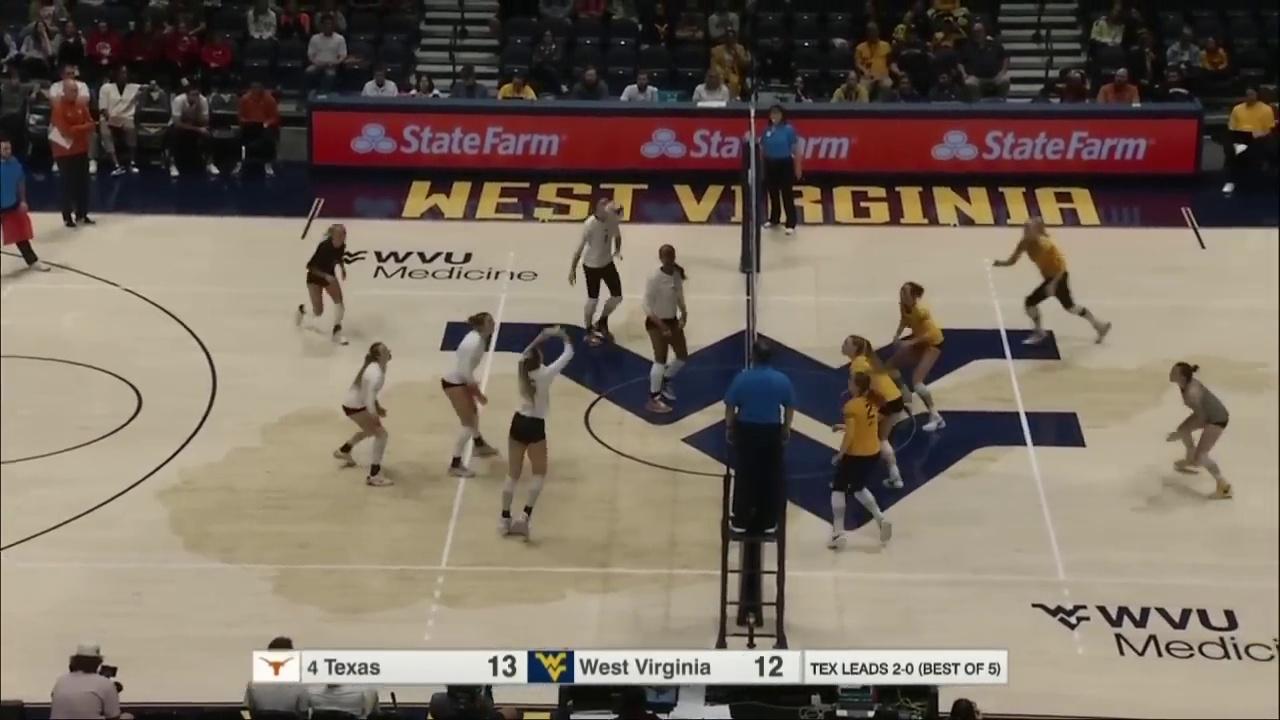 StateFarm
StateFarm
StateFarm
WEST VIRGINIA
WVU
Medicine
WVU
4 Texas 13 West Virginia 12 TEX LEADS 2-0 (BEST OF 5)